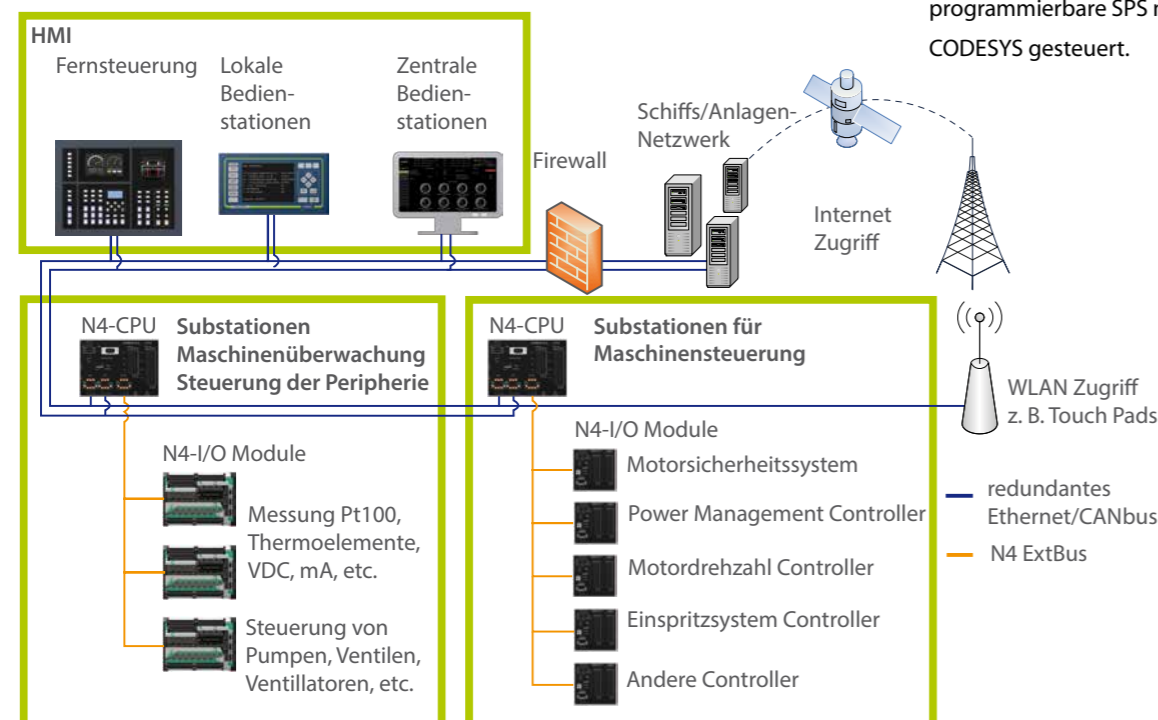 programmierbare SPS
CODESYS gesteuert.
HMI
Fernsteuerung
Lokale
Bedien-
stationen
Zentrale
Bedien-
stationen
Firewall
Schiffs/Anlagen-
Netzwerk
Internet
Zugriff
N4-CPU
Substationen
Maschinenüberwachung
Steuerung der Peripherie
N4-I/O Module
Messung Pt100,
Thermoelemente,
VDC, mA, etc.
Steuerung von
Pumpen, Ventilen,
Ventillatoren, etc.
N4-CPU
Substationen für
Maschinensteuerung
N4-I/O Module
Motorsicherheitssystem
Power Management Controller
Motordrehzahl Controller
Einspritzsystem Controller
Andere Controller
WLAN Zugriff
z. B. Touch Pads
redundantes
Ethernet/CANbus
N4 ExtBus